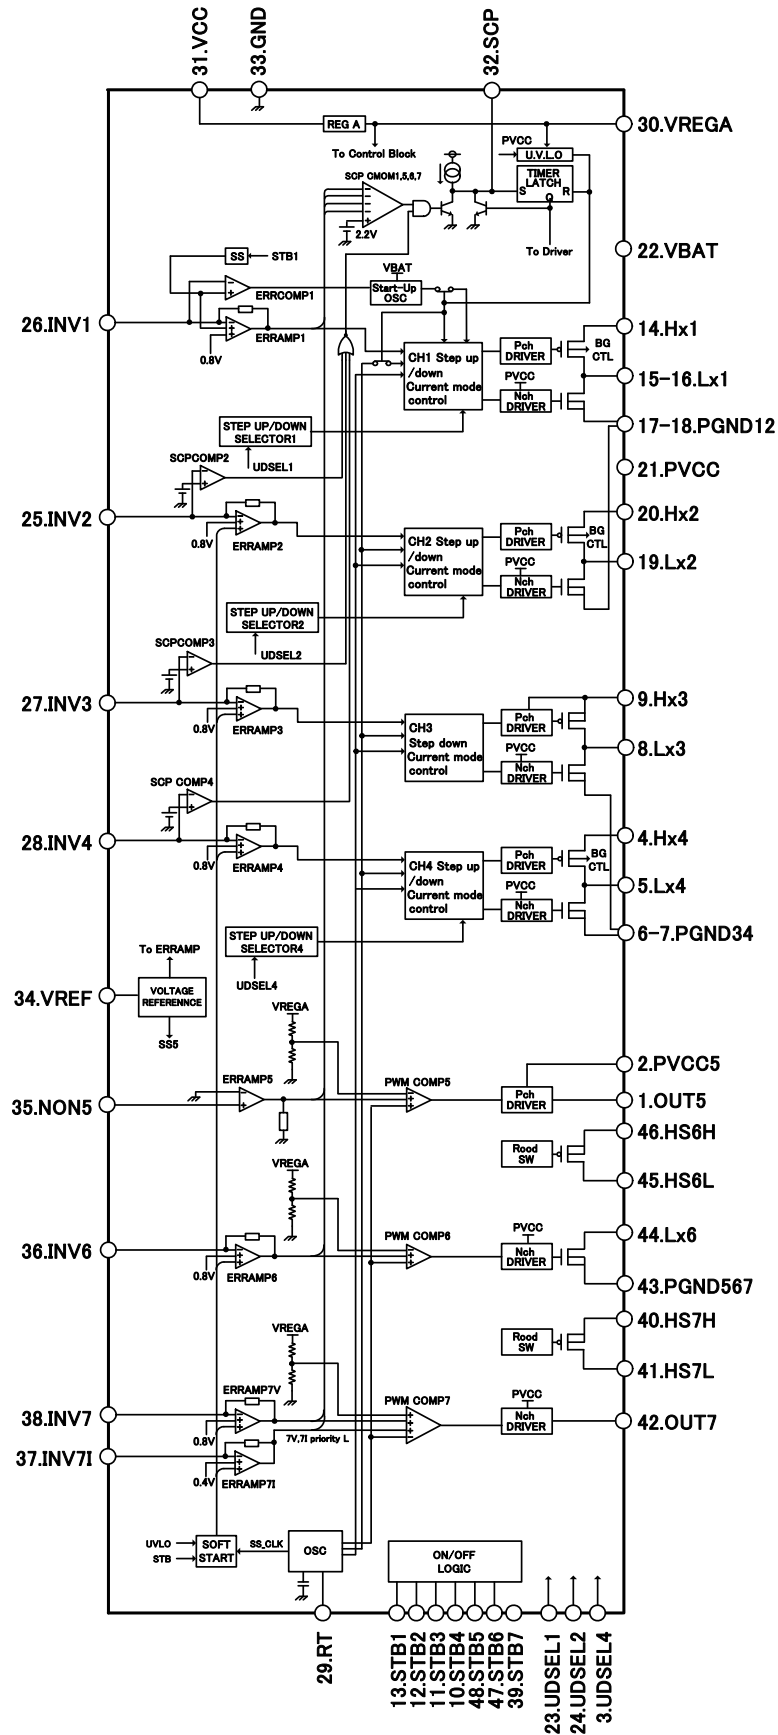 31.VCC
33.GND
32.SCP
REG A
30.VREGA
To Control Block
PVCC
U.V.L.O
SCP CMOM1,5,6,7
TIMER
LATCH
S
R
Q
2.2V
To Driver
22.VBAT
SS
STB1
VBAT
Start-Up
OSC
ERRCOMP1
26.INV1
ERRAMP1
0.8V
14.Hx1
CH1 Step up
/down
Current mode
control
Pch
DRIVER
BG
CTL
PVCC
Nch
DRIVER
15-16.Lx1
17-18.PGND12
STEP UP/DOWN
SELECTOR1
UDSEL1
SCPCOMP2
21.PVCC
25.INV2
0.8V
ERRAMP2
20.Hx2
CH2 Step up
/down
Current mode
control
Pch
DRIVER
BG
CTL
PVCC
Nch
DRIVER
19.Lx2
STEP UP/DOWN
SELECTOR2
UDSEL2
SCPCOMP3
27.INV3
0.8V
ERRAMP3
9.Hx3
CH3
Step down
Current mode
control
Pch
DRIVER
PVCC
Nch
DRIVER
8.Lx3
SCP COMP4
28.INV4
0.8V
ERRAMP4
4.Hx4
CH4 Step up
/down
Current mode
control
Pch
DRIVER
BG
CTL
PVCC
Nch
DRIVER
5.Lx4
6-7.PGND34
STEP UP/DOWN
SELECTOR4
UDSEL4
To ERRAMP
34.VREF
VOLTAGE
REFERENNCE
SS5
VREGA
2.PVCC5
ERRAMP5
PWM COMP5
Pch
DRIVER
35.NON5
1.OUT5
46.HS6H
Rood
SW
45.HS6L
VREGA
36.INV6
0.8V
ERRAMP6
PWM COMP6
PVCC
Nch
DRIVER
44.Lx6
43.PGND567
40.HS7H
Rood
SW
41.HS7L
VREGA
ERRAMP7V
PWM COMP7
38.INV7
0.8V
7V,7I priority L
PVCC
Nch
DRIVER
42.OUT7
37.INV7I
0.4V
ERRAMP7I
UVLO
STB
SOFT
START
SS_CLK
OSC
ON/OFF
LOGIC
29.RT
13.STB1
12.STB2
11.STB3
10.STB4
48.STB5
47.STB6
39.STB7
23.UDSEL1
24.UDSEL2
3.UDSEL4